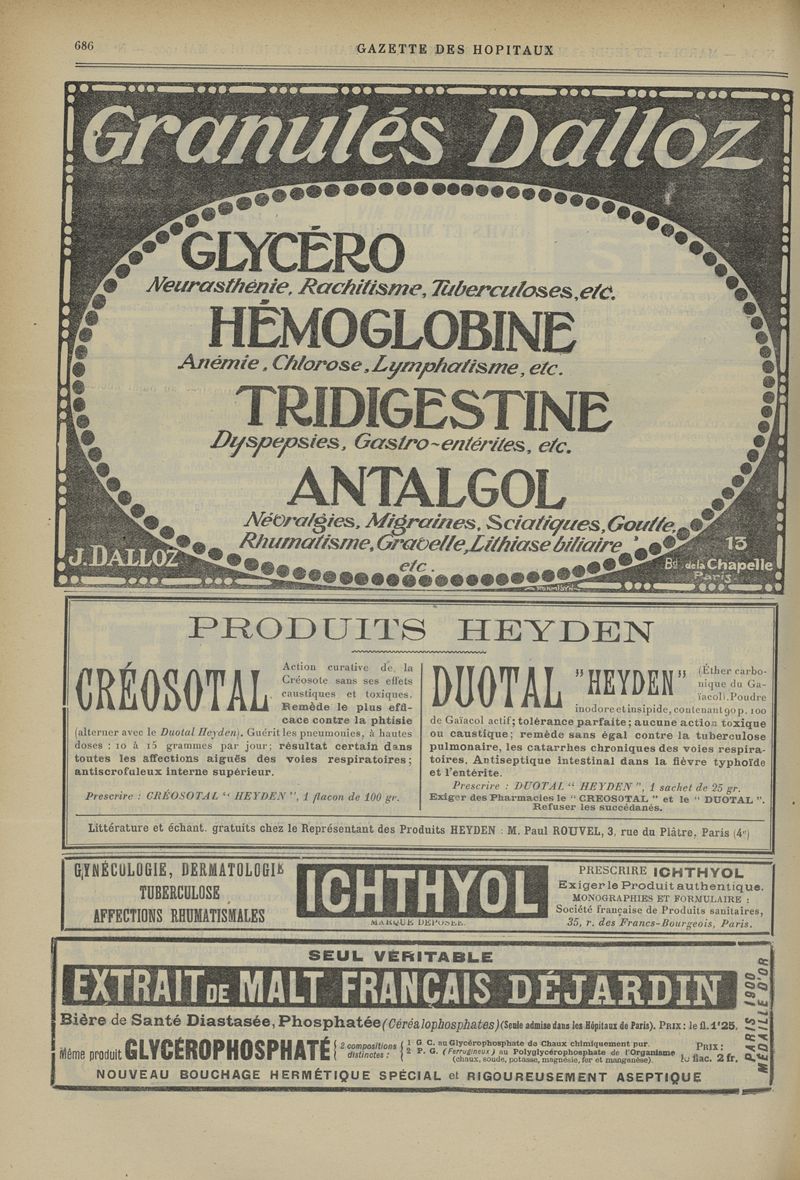 686
GAZETTE DES HOPITAUX
Granulés Dalloz
GLYCÉRO
Neurasthénie, Rachitisme, Tuberculoses, etc.
HÉMOGLOBINE
Anémie, Chlorose, Lymphatisme, etc.
TRIDIGESTINE
Dyspepsies, Gastro-entérites, etc.
ANTALGOL
Névralgies, Migraines, Sciatiques, Goutte,
Rhumatisme, Gravelle, Lithiase biliaire
etc.
J. DALLOZ
13
Bd de la Chapelle
Paris
PRODUITS HEYDEN
CRÉOSOTAL
Action curative de la
Créosote sans ses effets
caustiques et toxiques.
Remède le plus effi-
cace contre la phtisie
(alterner avec le Duotal Heyden). Guérit les pneumonies, à hautes
doses : 10 à 15 grammes par jour; résultat certain dans
toutes les affections aiguës des voies respiratoires;
antiscrofuleux interne supérieur.
Prescrire : CRÉOSOTAL “ HEYDEN ”, 1 flacon de 100 gr.
DUOTAL "HEYDEN"
(Éther carbo-
nique du Ga-
ïacol). Poudre
inodore et insipide, contenant 90 p. 100
de Gaïacol actif; tolérance parfaite; aucune action toxique
ou caustique; remède sans égal contre la tuberculose
pulmonaire, les catarrhes chroniques des voies respira-
toires. Antiseptique intestinal dans la fièvre typhoïde
et l'entérite.
Prescrire : DUOTAL “ HEYDEN ”, 1 sachet de 25 gr.
Exiger des Pharmacies le “ CREOSOTAL ” et le “ DUOTAL ”.
Refuser les succédanés.
Littérature et échant. gratuits chez le Représentant des Produits HEYDEN : M. Paul ROUVEL, 3, rue du Plâtre, Paris (4e)
GYNÉCOLOGIE, DERMATOLOGIE
TUBERCULOSE
AFFECTIONS RHUMATISMALES
ICHTHYOL
MARQUE DÉPOSÉE
PRESCRIRE ICHTHYOL
Exiger le Produit authentique.
MONOGRAPHIES ET FORMULAIRE :
Société française de Produits sanitaires,
35, r. des Francs-Bourgeois, Paris.
SEUL VÉRITABLE
EXTRAIT DE MALT FRANÇAIS DÉJARDIN
Bière de Santé Diastasée, Phosphatée (Céréalophosphates) (Seule admise dans les Hôpitaux de Paris). PRIX : le fl. 1'25.
Même produit GLYCÉROPHOSPHATÉ
2 compositions
distinctes :
1 G C. au Glycérophosphate de Chaux chimiquement pur.
2 P. G. (Ferrugineux) au Polyglycérophosphate de l'Organisme
(chaux, soude, potasse, magnésie, fer et manganèse).
PRIX :
le flac. 2 fr.
NOUVEAU BOUCHAGE HERMÉTIQUE SPÉCIAL et RIGOUREUSEMENT ASEPTIQUE
PARIS 1900
MÉDAILLE D'OR